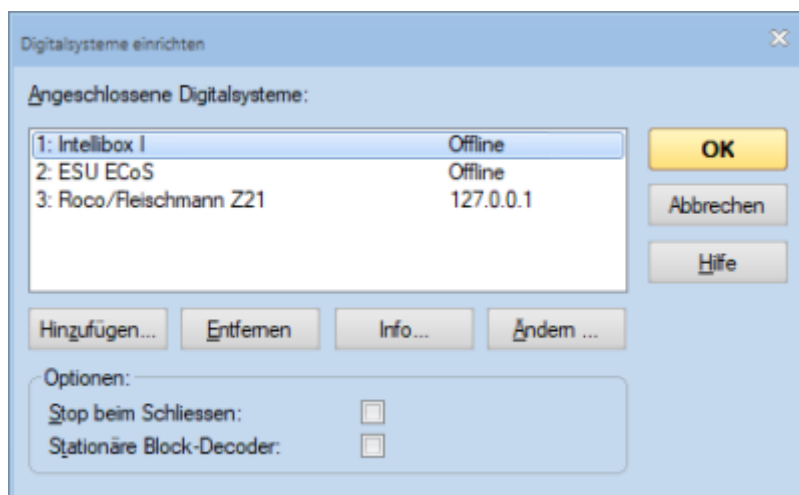 Digitalsysteme einrichten
Angeschlossene Digitalsysteme:
1: Intellibox I Offline
2: ESU ECoS Offline
3: Roco/Fleischmann Z21 127.0.0.1
OK
Abbrechen
Hilfe
Hinzufügen... Entfernen Info... Ändern ...
Optionen:
Stop beim Schliessen:
Stationäre Block-Decoder: